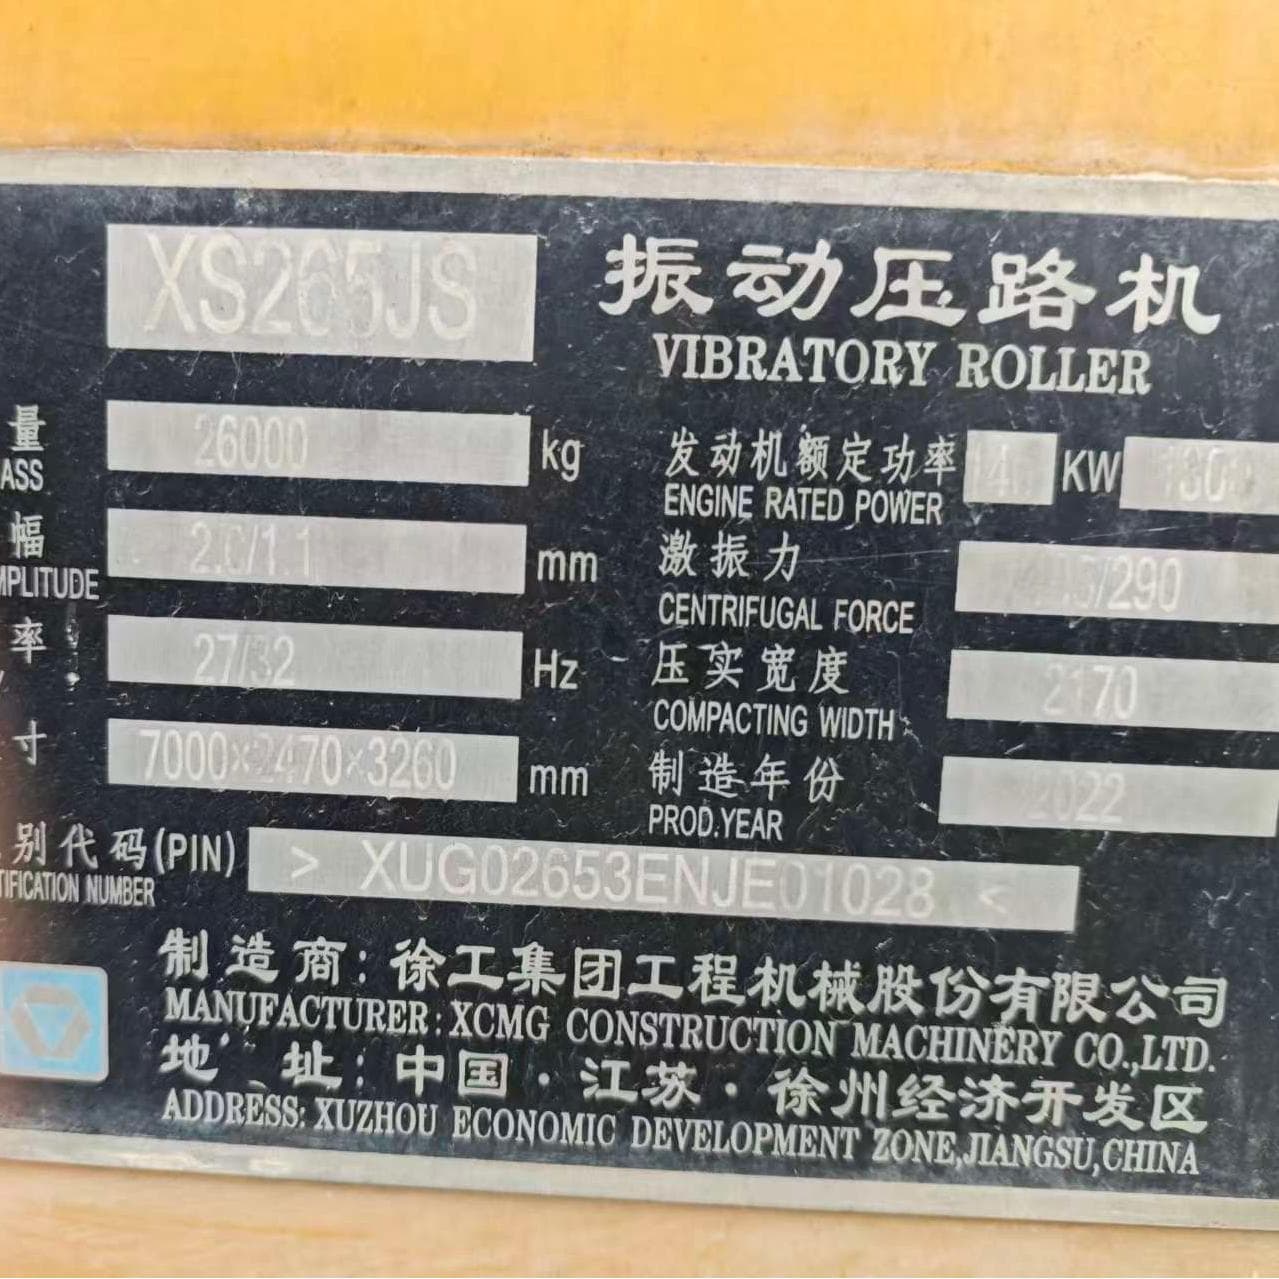 XS265JS 振动压路机
VIBRATORY ROLLER
量 26000 kg 发动机额定功率 KW
ASS ENGINE RATED POWER
幅 2.0/1.1 mm 激振力 /290
MPLITUDE CENTRIFUGAL FORCE
率 27/32 Hz 压实宽度 2170
COMPACTING WIDTH
寸 7000×2470×3260 mm 制造年份 2022
PROD.YEAR
别代码(PIN) > XUG02653ENJE01028 <
TIFICATION NUMBER
制造商:徐工集团工程机械股份有限公司
MANUFACTURER:XCMG CONSTRUCTION MACHINERY CO.,LTD.
地 址:中国·江苏·徐州经济开发区
ADDRESS: XUZHOU ECONOMIC DEVELOPMENT ZONE,JIANGSU,CHINA